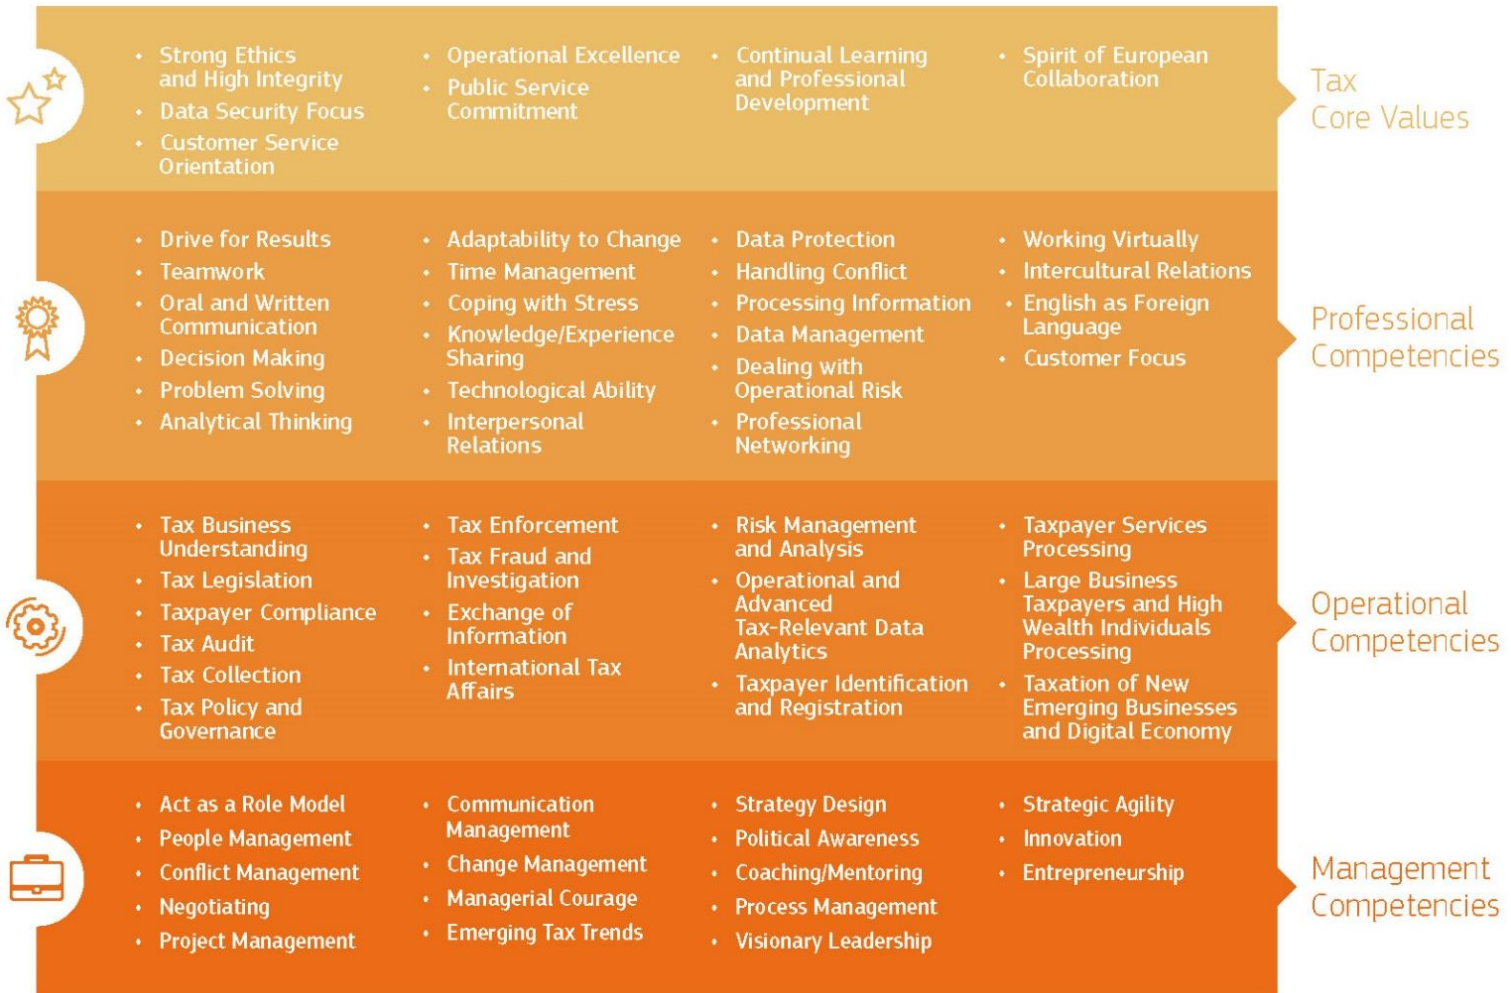 Strong Ethics
and High Integrity
Data Security Focus
Customer Service
Orientation
Operational Excellence
Public Service
Commitment
Continual Learning
and Professional
Development
Spirit of European
Collaboration
Tax
Core Values
Drive for Results
Teamwork
Oral and Written
Communication
Decision Making
Problem Solving
Analytical Thinking
Adaptability to Change
Time Management
Coping with Stress
Knowledge/Experience
Sharing
Technological Ability
Interpersonal
Relations
Data Protection
Handling Conflict
Processing Information
Data Management
Dealing with
Operational Risk
Professional
Networking
Working Virtually
Intercultural Relations
English as Foreign
Language
Customer Focus
Professional
Competencies
Tax Business
Understanding
Tax Legislation
Taxpayer Compliance
Tax Audit
Tax Collection
Tax Policy and
Governance
Tax Enforcement
Tax Fraud and
Investigation
Exchange of
Information
International Tax
Affairs
Risk Management
and Analysis
Operational and
Advanced
Tax-Relevant Data
Analytics
Taxpayer Identification
and Registration
Taxpayer Services
Processing
Large Business
Taxpayers and High
Wealth Individuals
Processing
Taxation of New
Emerging Businesses
and Digital Economy
Operational
Competencies
Act as a Role Model
People Management
Conflict Management
Negotiating
Project Management
Communication
Management
Change Management
Managerial Courage
Emerging Tax Trends
Strategy Design
Political Awareness
Coaching/Mentoring
Process Management
Visionary Leadership
Strategic Agility
Innovation
Entrepreneurship
Management
Competencies